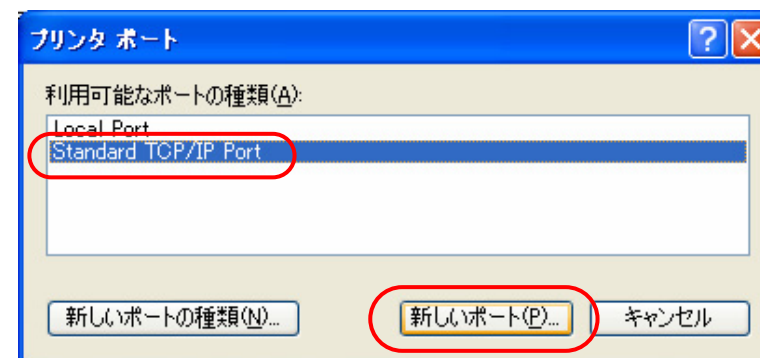 プリンタ ポート
利用可能なポートの種類(A):
Local Port
Standard TCP/IP Port
新しいポートの種類(N)... 新しいポート(P)... キャンセル